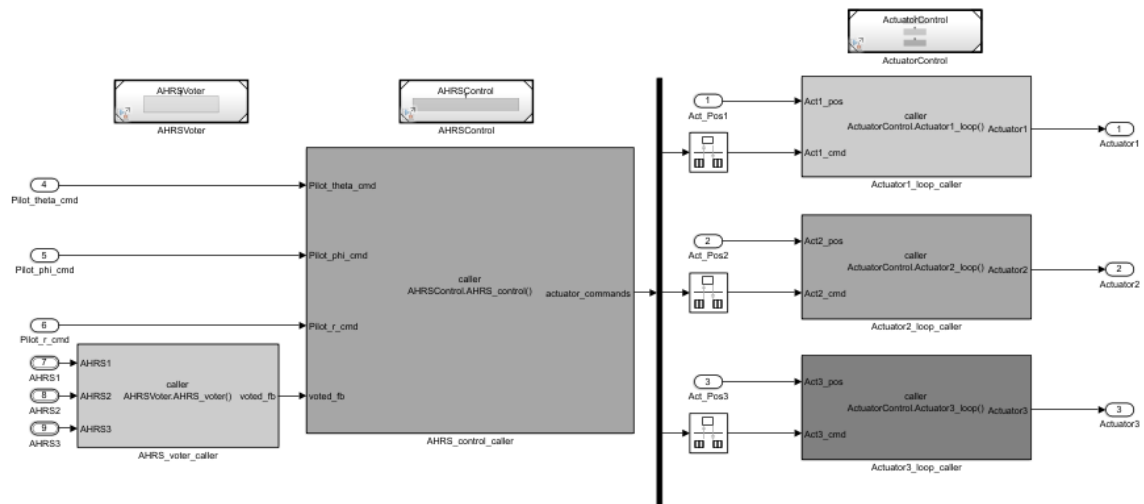 ActuatorControl
ActuatorControl
AHRSVoter
AHRSVoter
AHRSControl
AHRSControl
1
Act_Pos1
Act1_pos
Act1_cmd
caller
ActuatorControl.Actuator1_loop()
Actuator1
Actuator1_loop_caller
1
Actuator1
4
Pilot_theta_cmd
5
Pilot_phi_cmd
6
Pilot_r_cmd
7
AHRS1
8
AHRS2
9
AHRS3
AHRS1
AHRS2
AHRS3
caller
AHRSVoter.AHRS_voter()
voted_fb
AHRS_voter_caller
Pilot_theta_cmd
Pilot_phi_cmd
Pilot_r_cmd
voted_fb
caller
AHRSControl.AHRS_control()
actuator_commands
AHRS_control_caller
2
Act_Pos2
Act2_pos
Act2_cmd
caller
ActuatorControl.Actuator2_loop()
Actuator2
Actuator2_loop_caller
2
Actuator2
3
Act_Pos3
Act3_pos
Act3_cmd
caller
ActuatorControl.Actuator3_loop()
Actuator3
Actuator3_loop_caller
3
Actuator3